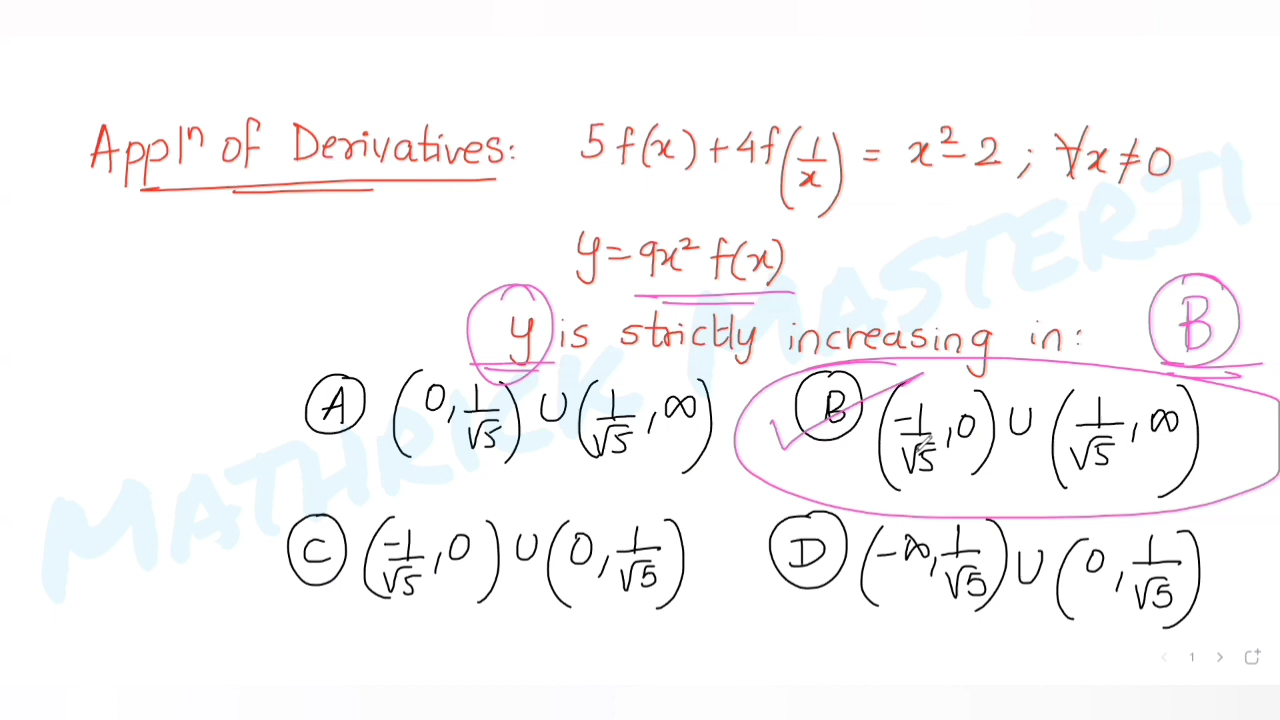 Appln of Derivatives: 5f(x)+4f(1/x) = x²-2 ; ∀x≠0
y=9x² f(x)
y is strictly increasing in: B
A (0, 1/√5) ∪ (1/√5, ∞) B (-1/√5, 0) ∪ (1/√5, ∞)
C (-1/√5, 0) ∪ (0, 1/√5) D (-∞, 1/√5) ∪ (0, 1/√5)
MATHRICK MASTERJI
1